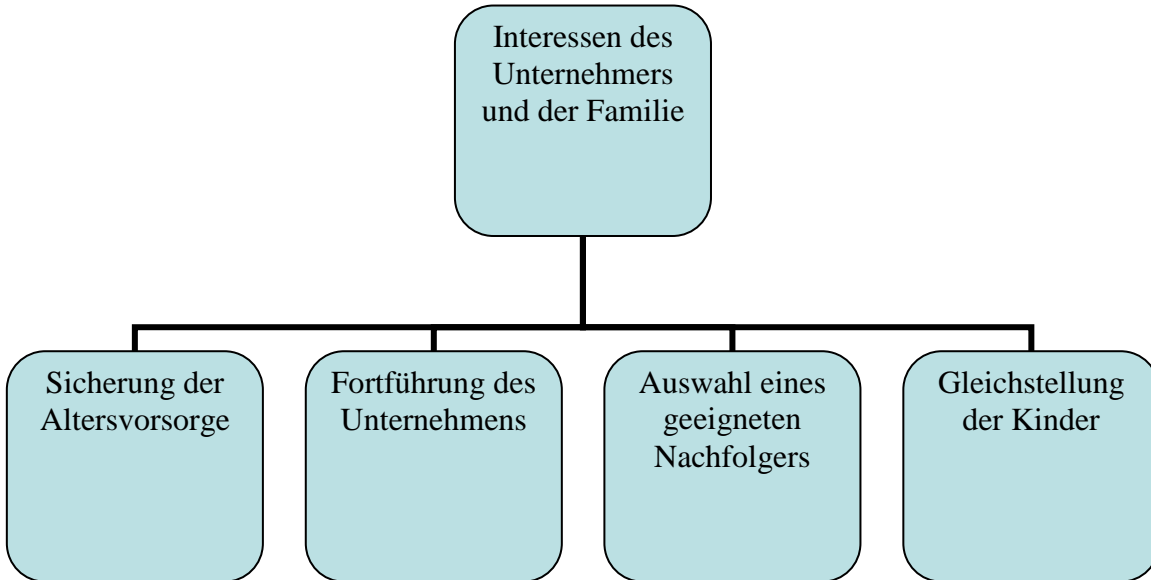 Interessen des
Unternehmers
und der Familie
Sicherung der
Altersvorsorge
Fortführung des
Unternehmens
Auswahl eines
geeigneten
Nachfolgers
Gleichstellung
der Kinder